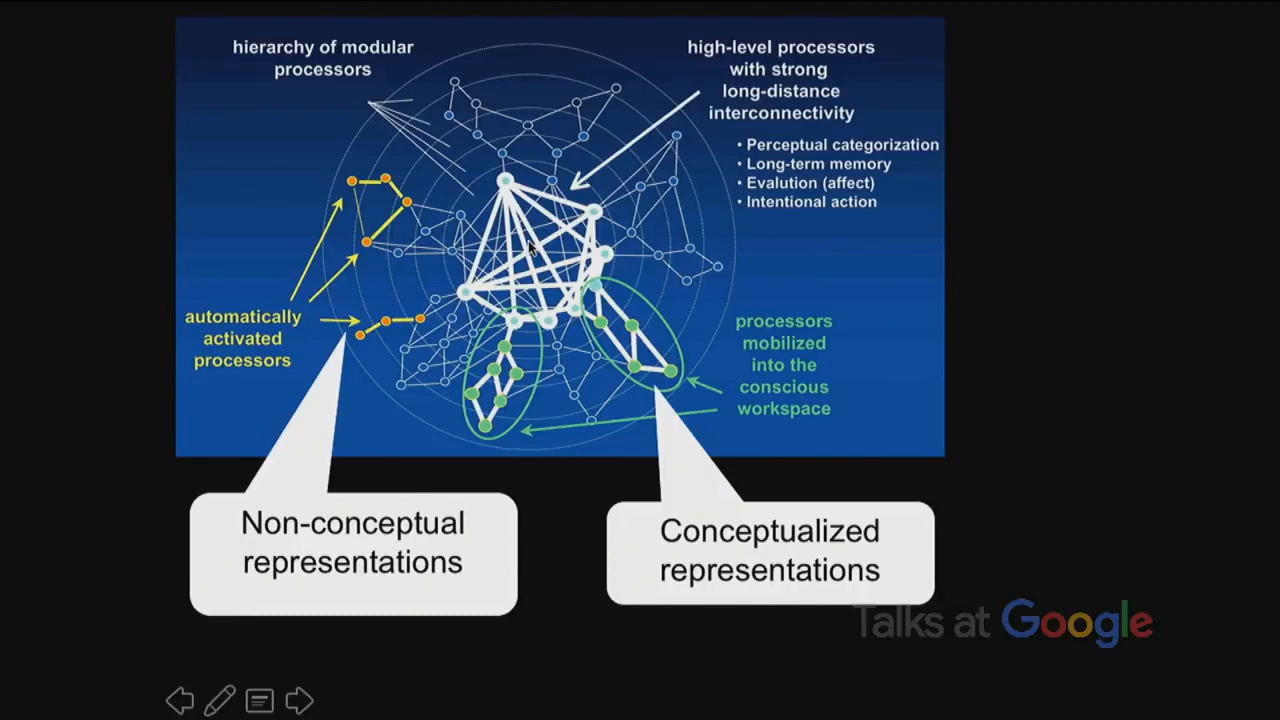 hierarchy of modular
processors
high-level processors
with strong
long-distance
interconnectivity
• Perceptual categorization
• Long-term memory
• Evalution (affect)
• Intentional action
automatically
activated
processors
processors
mobilized
into the
conscious
workspace
Non-conceptual
representations
Conceptualized
representations
Talks at Google